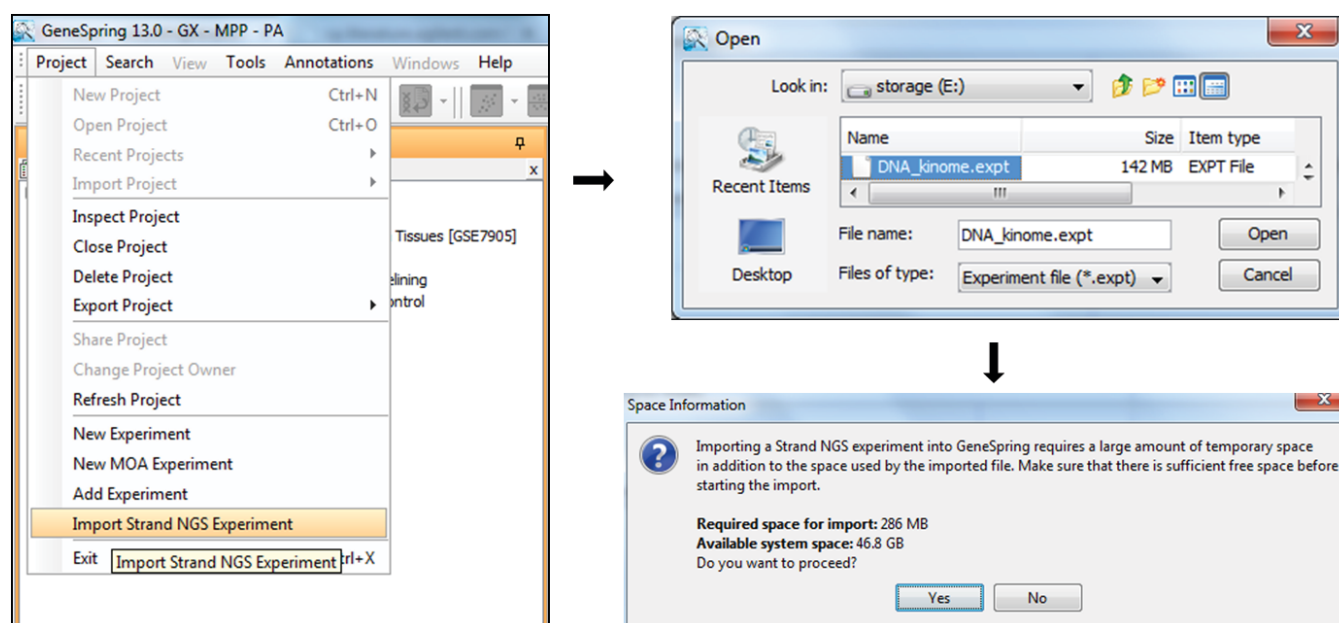 GeneSpring 13.0 - GX - MPP - PA
Project Search View Tools Annotations Windows Help
New Project Ctrl+N
Open Project Ctrl+O
Recent Projects
Import Project
x
Inspect Project
Tissues [GSE7905]
Close Project
Delete Project
elining
Export Project
ontrol
Share Project
Change Project Owner
Refresh Project
New Experiment
New MOA Experiment
Add Experiment
Import Strand NGS Experiment
Exit Import Strand NGS Experiment trl+X
Open
Look in: storage (E:)
Recent Items
Desktop
Name Size Item type
DNA_kinome.expt 142 MB EXPT File
File name: DNA_kinome.expt Open
Files of type: Experiment file (*.expt) Cancel
Space Information
Importing a Strand NGS experiment into GeneSpring requires a large amount of temporary space
in addition to the space used by the imported file. Make sure that there is sufficient free space before
starting the import.
Required space for import: 286 MB
Available system space: 46.8 GB
Do you want to proceed?
Yes No